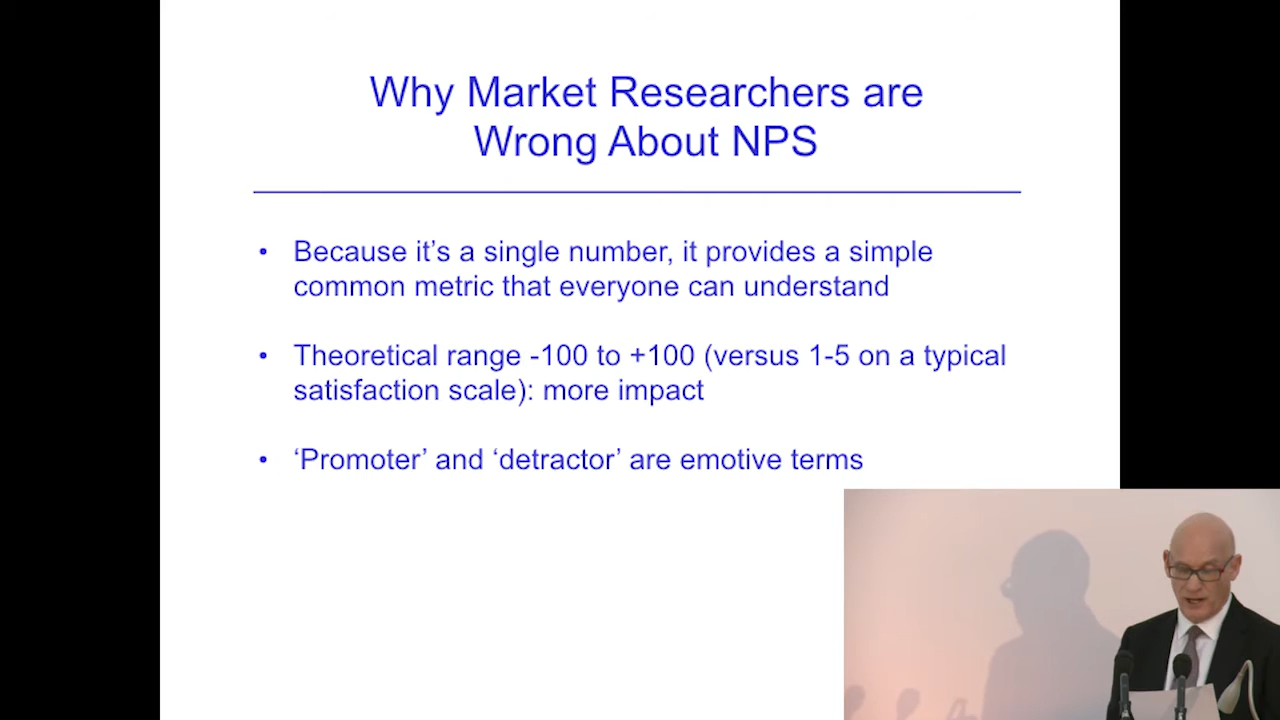 Why Market Researchers are
Wrong About NPS
• Because it’s a single number, it provides a simple
common metric that everyone can understand
• Theoretical range -100 to +100 (versus 1-5 on a typical
satisfaction scale): more impact
• ‘Promoter’ and ‘detractor’ are emotive terms